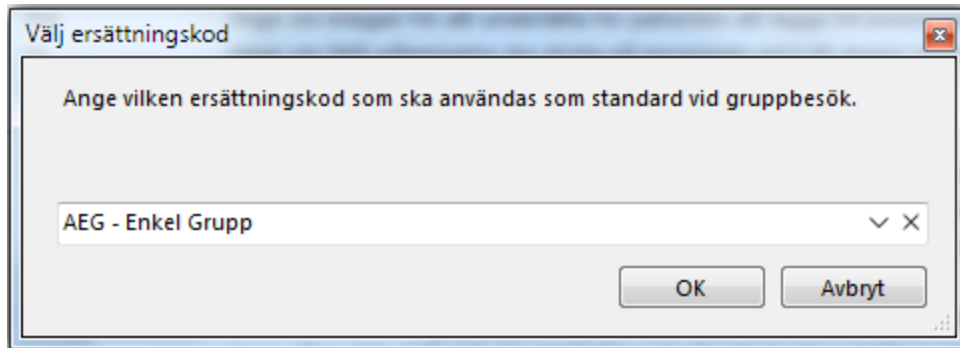 Välj ersättningskod
Ange vilken ersättningskod som ska användas som standard vid gruppbesök.
AEG - Enkel Grupp
OK
Avbryt